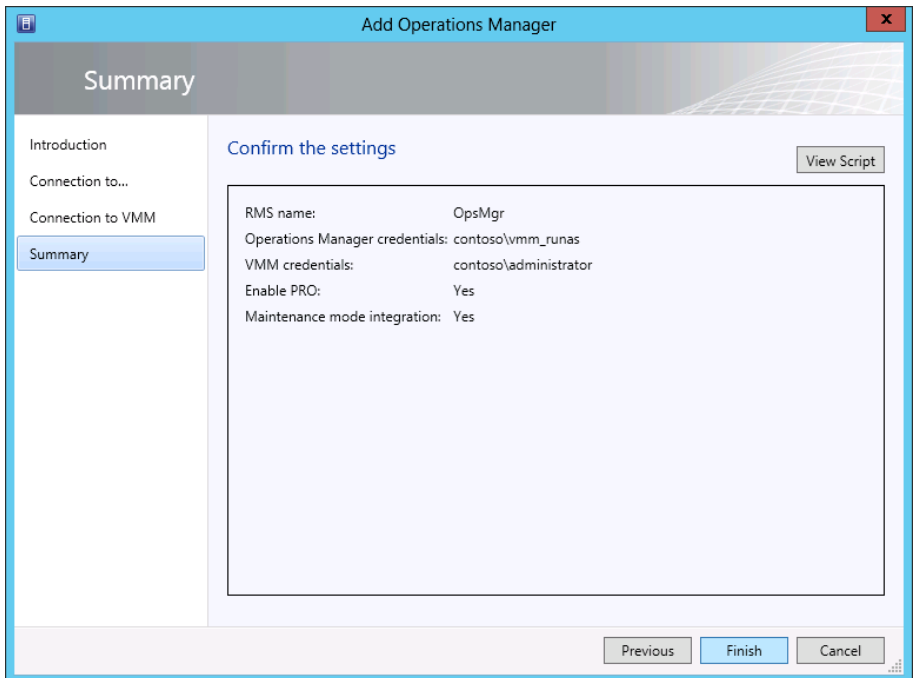 Add Operations Manager
x
Summary
Introduction
Connection to...
Connection to VMM
Summary
Confirm the settings
View Script
RMS name: OpsMgr
Operations Manager credentials: contoso\vmm_runas
VMM credentials: contoso\administrator
Enable PRO: Yes
Maintenance mode integration: Yes
Previous
Finish
Cancel